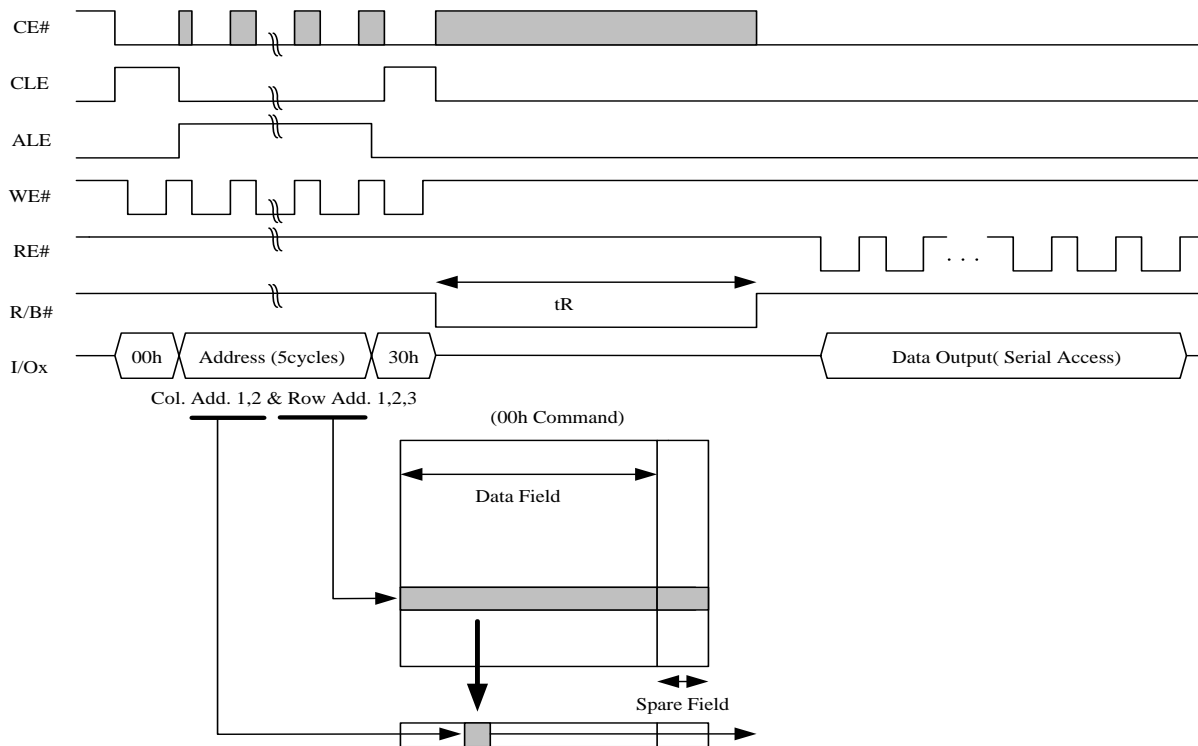 CE#
CLE
ALE
WE#
RE#
. . .
tR
R/B#
I/Ox
00h
Address (5cycles)
30h
Data Output( Serial Access)
Col. Add. 1,2 & Row Add. 1,2,3
(00h Command)
Data Field
Spare Field